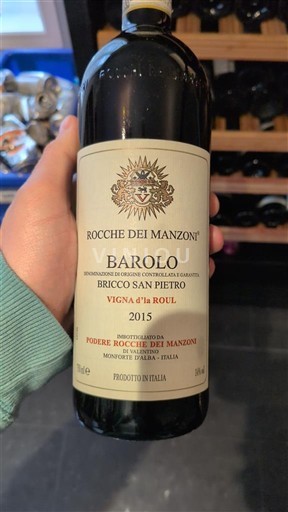 ROCCHE DEI MANZONI®
VINIOU
BAROLO
DENOMINAZIONE DI ORIGINE CONTROLLATA E GARANTITA
BRICCO SAN PIETRO
VIGNA d'la ROUL
2015
IMBOTTIGLIATO DA
PODERE ROCCHE DEI MANZONI
DI VALENTINO
MONFORTE D'ALBA - ITALIA
PRODOTTO IN ITALIA